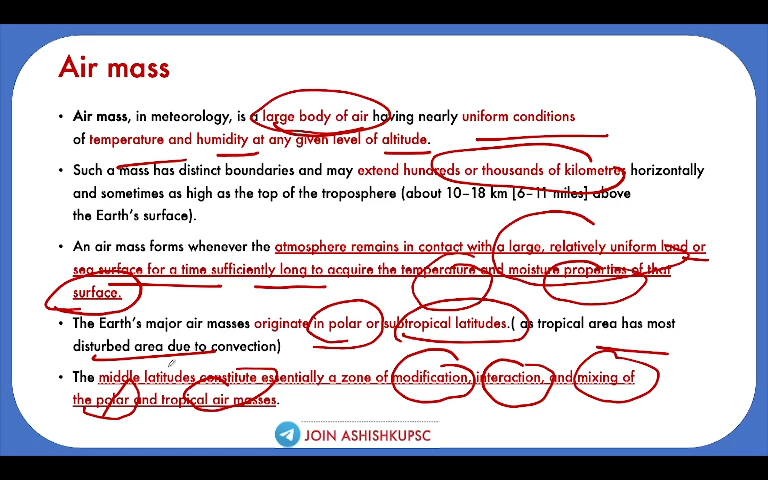 Air mass
• Air mass, in meteorology, is a large body of air having nearly uniform conditions
of temperature and humidity at any given level of altitude.
• Such a mass has distinct boundaries and may extend hundreds or thousands of kilometres horizontally
and sometimes as high as the top of the troposphere (about 10–18 km [6–11 miles] above
the Earth's surface).
• An air mass forms whenever the atmosphere remains in contact with a large, relatively uniform land or
sea surface for a time sufficiently long to acquire the temperature and moisture properties of that
surface.
• The Earth's major air masses originate in polar or subtropical latitudes.( as tropical area has most
disturbed area due to convection)
• The middle latitudes constitute essentially a zone of modification, interaction, and mixing of
the polar and tropical air masses.
JOIN ASHISHKUPSC